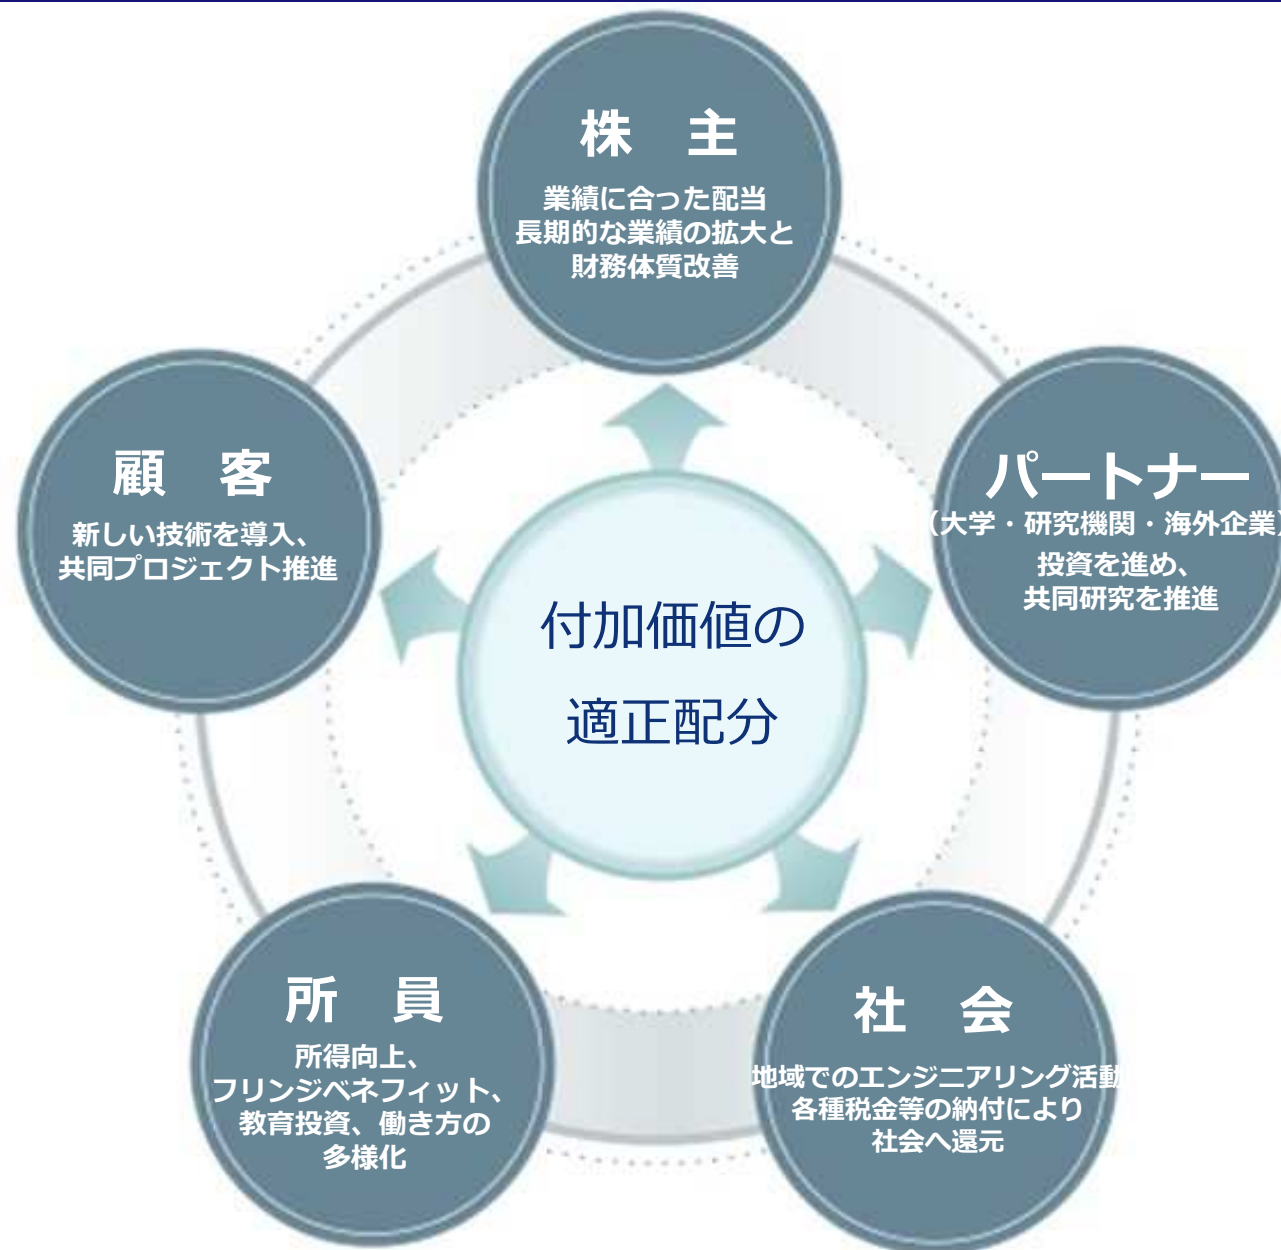 株　主
業績に合った配当
長期的な業績の拡大と
財務体質改善
顧　客
新しい技術を導入、
共同プロジェクト推進
パートナー
（大学・研究機関・海外企業）
投資を進め、
共同研究を推進
付加価値の
適正配分
所　員
所得向上、
フリンジベネフィット、
教育投資、働き方の
多様化
社　会
地域でのエンジニアリング活動
各種税金等の納付により
社会へ還元